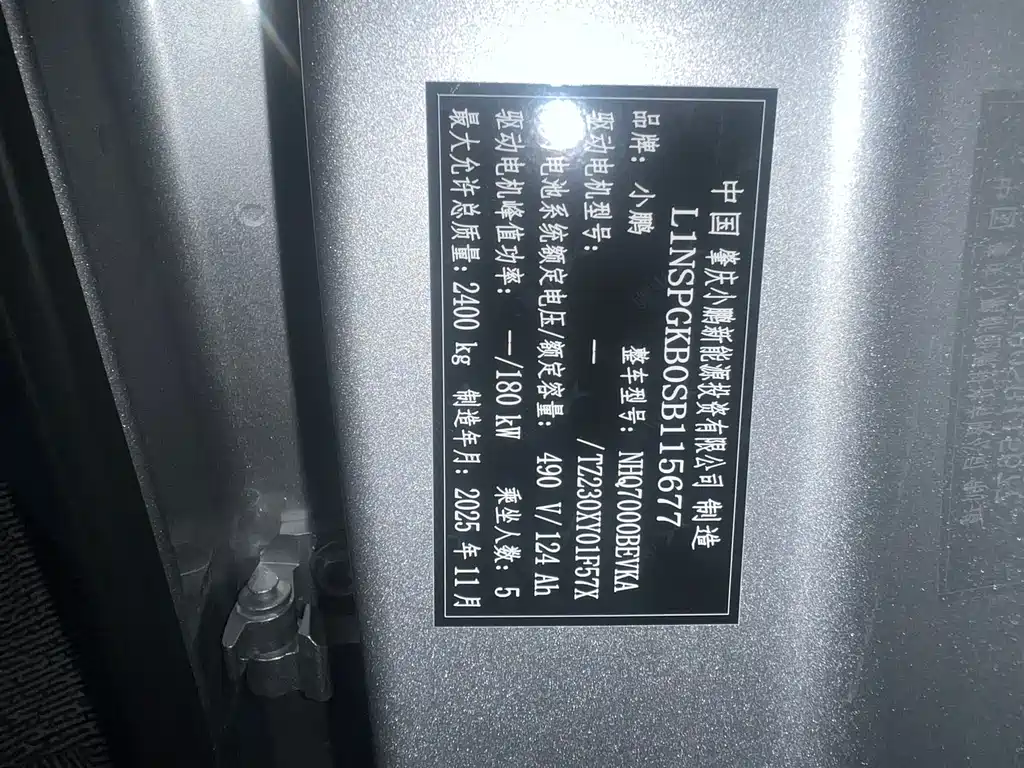 中国 肇庆小鹏新能源投资有限公司 制造
L1NSPGKB0SB115677
品牌：小鹏 整车型号：NHQ7000BEVKA
驱动电机型号： — /TZ230XY01F57X
电池系统额定电压/额定容量： 490 V/124 Ah
驱动电机峰值功率： —/180 kW 乘坐人数：5
最大允许总质量：2400 kg 制造年月：2025 年 11 月